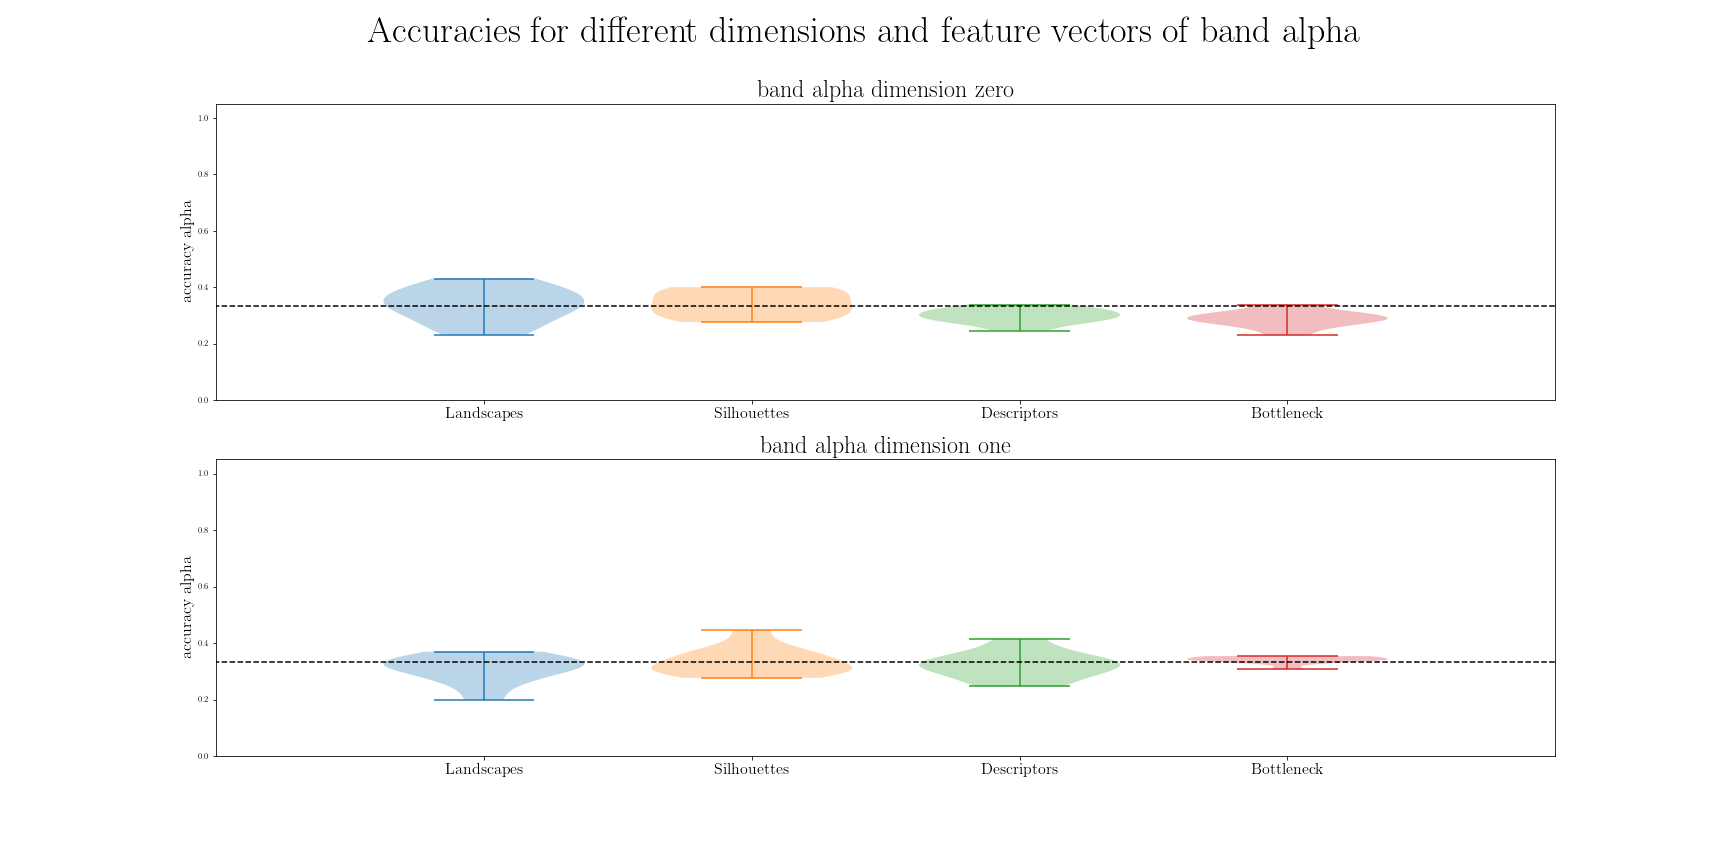 Accuracies for different dimensions and feature vectors of band alpha
band alpha dimension zero
accuracy alpha
1.0
0.8
0.6
0.4
0.2
0.0
Landscapes Silhouettes Descriptors Bottleneck
band alpha dimension one
accuracy alpha
1.0
0.8
0.6
0.4
0.2
0.0
Landscapes Silhouettes Descriptors Bottleneck